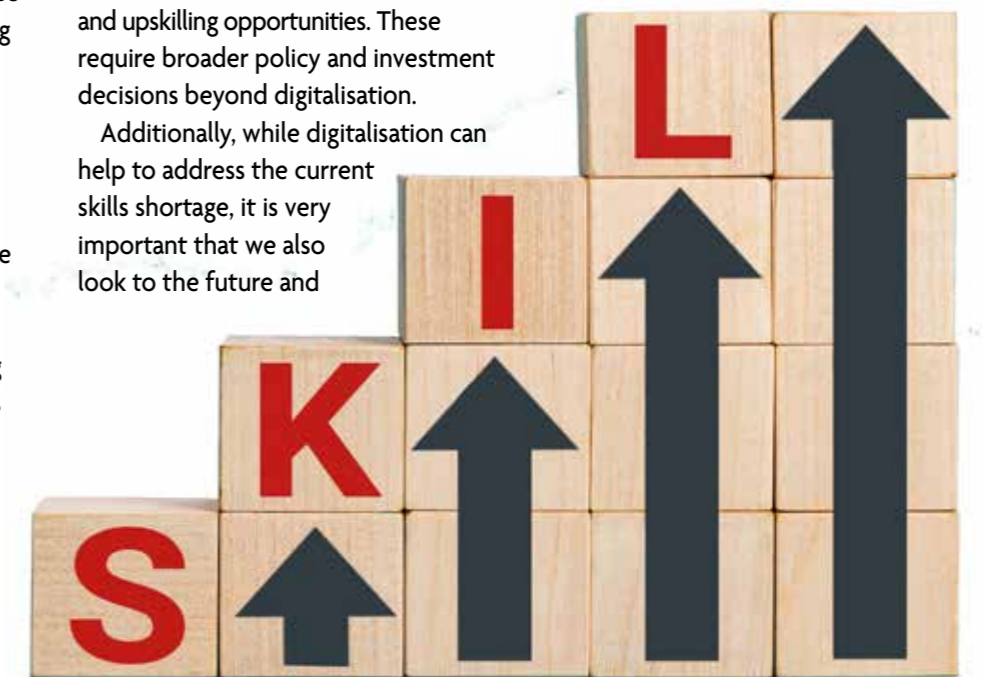 and upskilling opportunities. These
require broader policy and investment
decisions beyond digitalisation.
Additionally, while digitalisation can
help to address the current
skills shortage, it is very
important that we also
look to the future and
L
I
K
S